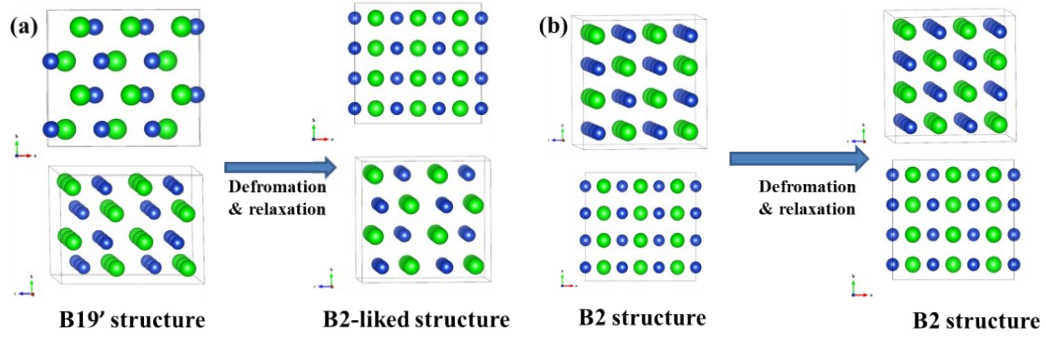 (a)
(b)
Defromation
& relaxation
Defromation
& relaxation
B19′ structure
B2-liked structure
B2 structure
B2 structure